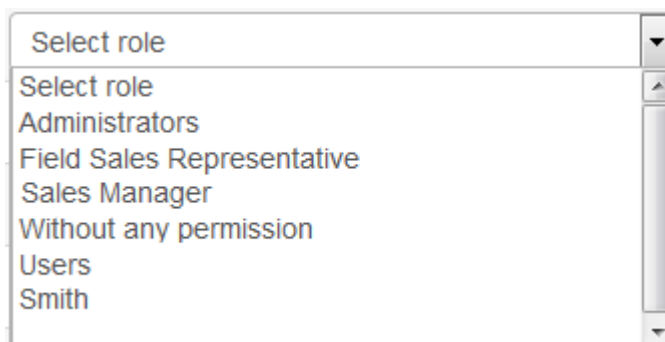 Select role
Select role
Administrators
Field Sales Representative
Sales Manager
Without any permission
Users
Smith